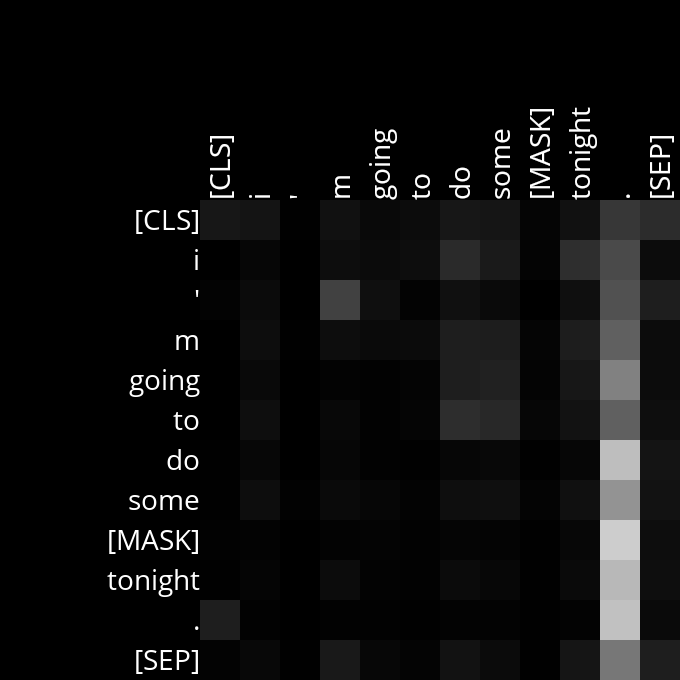 [CLS] i ' m going to do some [MASK] tonight . [SEP]
[CLS]
i
'
m
going
to
do
some
[MASK]
tonight
.
[SEP]